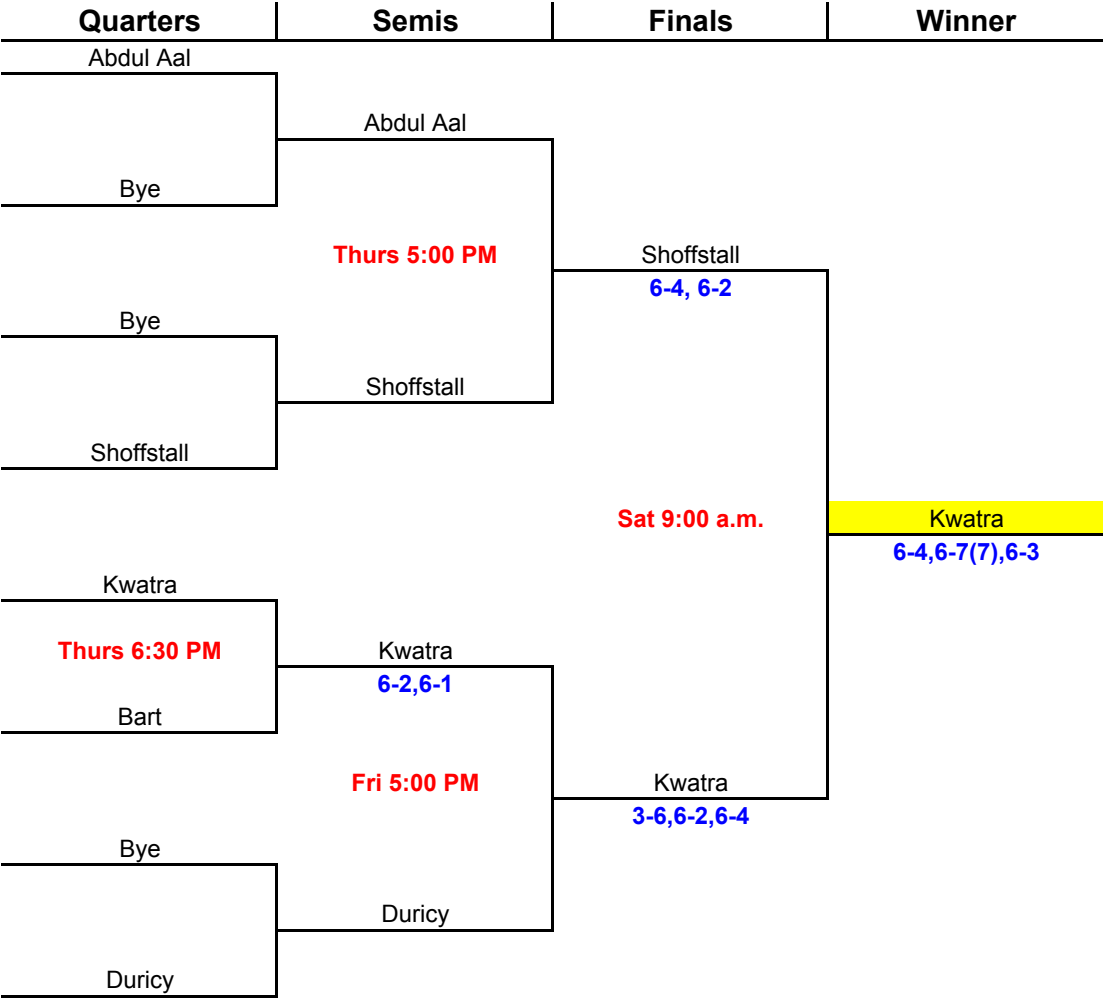 Quarters Semis Finals Winner
Abdul Aal
Abdul Aal
Bye
Thurs 5:00 PM Shoffstall
6-4, 6-2
Bye
Shoffstall
Shoffstall
Sat 9:00 a.m. Kwatra
6-4,6-7(7),6-3
Kwatra
Thurs 6:30 PM Kwatra
6-2,6-1
Bart
Fri 5:00 PM Kwatra
3-6,6-2,6-4
Bye
Duricy
Duricy